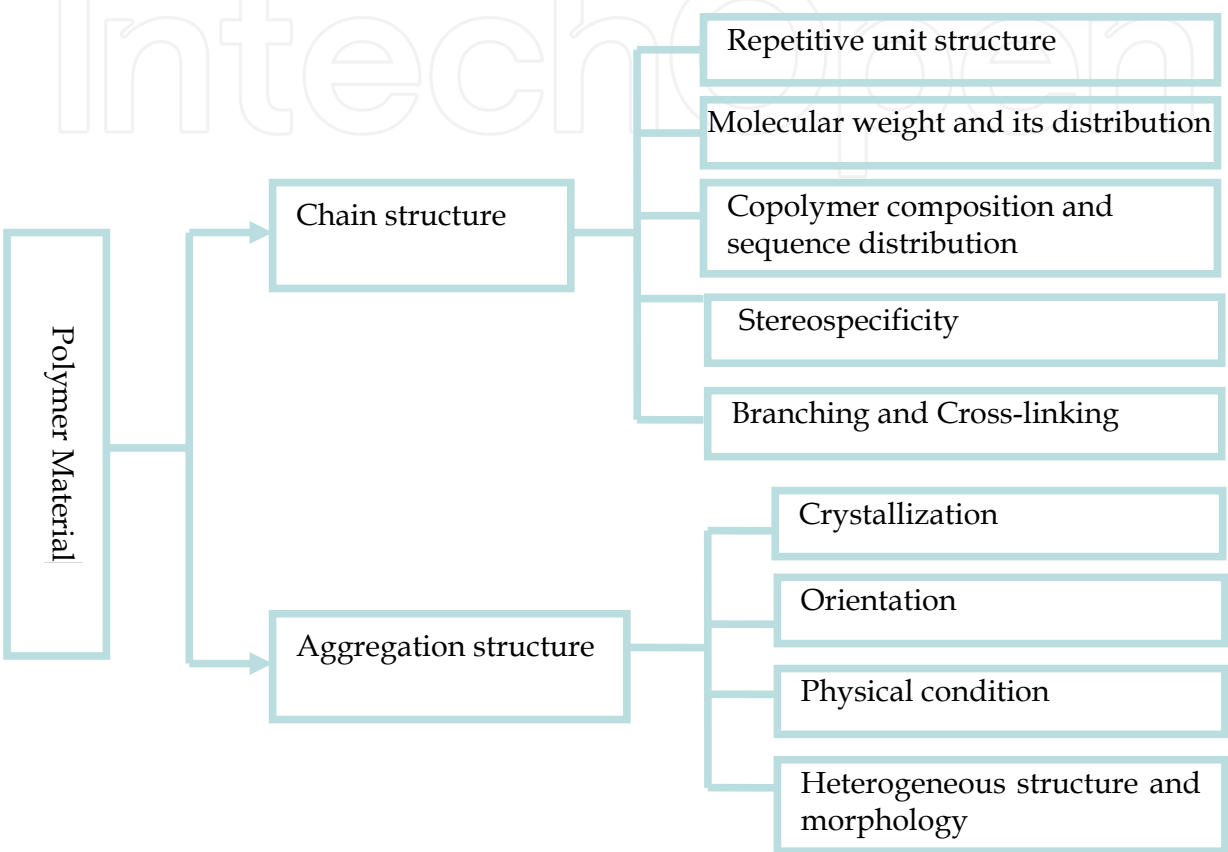 IntechOpen
Repetitive unit structure
Molecular weight and its distribution
Copolymer composition and
sequence distribution
Stereospecificity
Branching and Cross-linking
Chain structure
Polymer Material
Aggregation structure
Crystallization
Orientation
Physical condition
Heterogeneous structure and
morphology